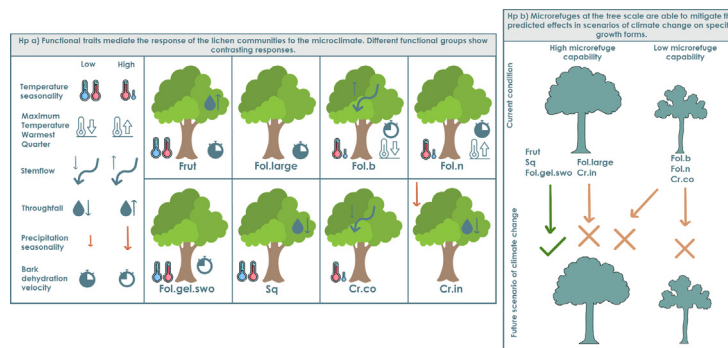 Hp a) Functional traits mediate the response of the lichen communities to the microclimate. Different functional groups show
contrasting responses.
Low High
Temperature
seasonality
Maximum
Temperature
Warmest
Quarter
Stemflow
Throughfall
Precipitation
seasonality
Bark
dehydration
velocity
Frut
Fol.large
Fol.b
Fol.n
Fol.gel.swo
Sq
Cr.co
Cr.in
Hp b) Microrefuges at the tree scale are able to mitigate th
predicted effects in scenarios of climate change on specif
growth forms.
High microrefuge
capability
Low microrefuge
capability
Current condition
Frut
Sq
Fol.gel.swo
Fol.large
Cr.in
Fol.b
Fol.n
Cr.co
Future scenario of climate change